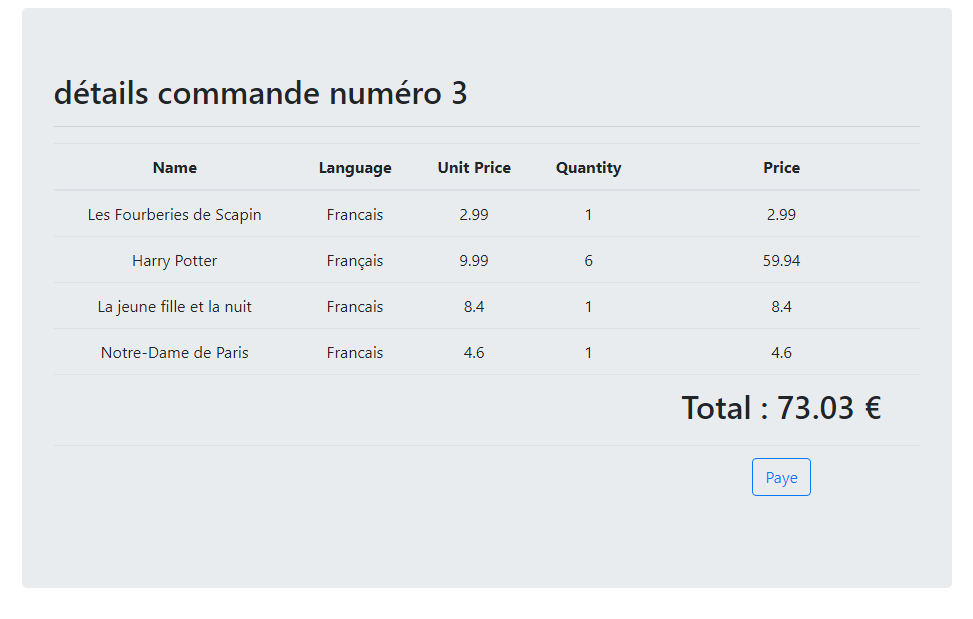 détails commande numéro 3
Name Language Unit Price Quantity Price
Les Fourberies de Scapin Francais 2.99 1 2.99
Harry Potter Français 9.99 6 59.94
La jeune fille et la nuit Francais 8.4 1 8.4
Notre-Dame de Paris Francais 4.6 1 4.6
Total : 73.03 €
Paye